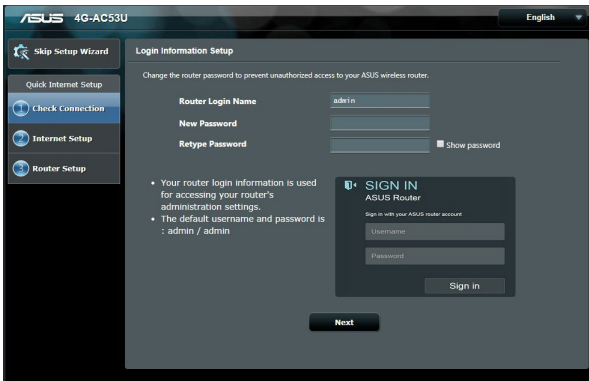 ASUS 4G-AC53U
English
Skip Setup Wizard
Quick Internet Setup
1 Check Connection
2 Internet Setup
3 Router Setup
Login Information Setup
Change the router password to prevent unauthorized access to your ASUS wireless router.
Router Login Name admin
New Password
Retype Password
Show password
• Your router login information is used
for accessing your router's
administration settings.
• The default username and password is
: admin / admin
SIGN IN
ASUS Router
Sign in with your ASUS router account
Username
Password
Sign in
Next